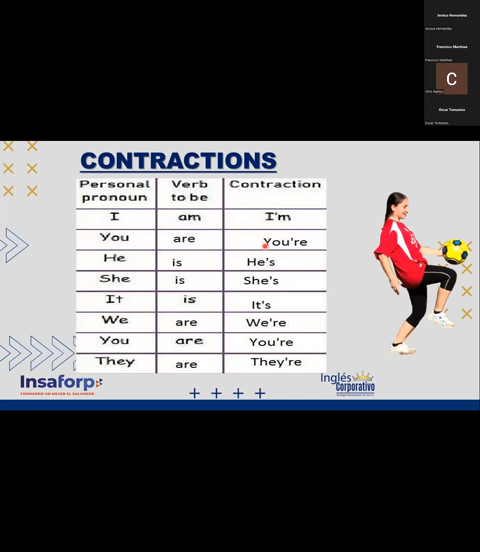 Jessica Hernandez
Jessica Hernandez
Francisco Martinez
Francisco Martinez
C
Oscar Tomasino
Oscar Tomasino
CONTRACTIONS
Personal pronoun Verb to be Contraction
I am I'm
You are You're
He is He's
She is She's
It is It's
We are We're
You are You're
They are They're
Insaforp
FORMANDO UN MEJOR EL SALVADOR
Inglés
Corporativo